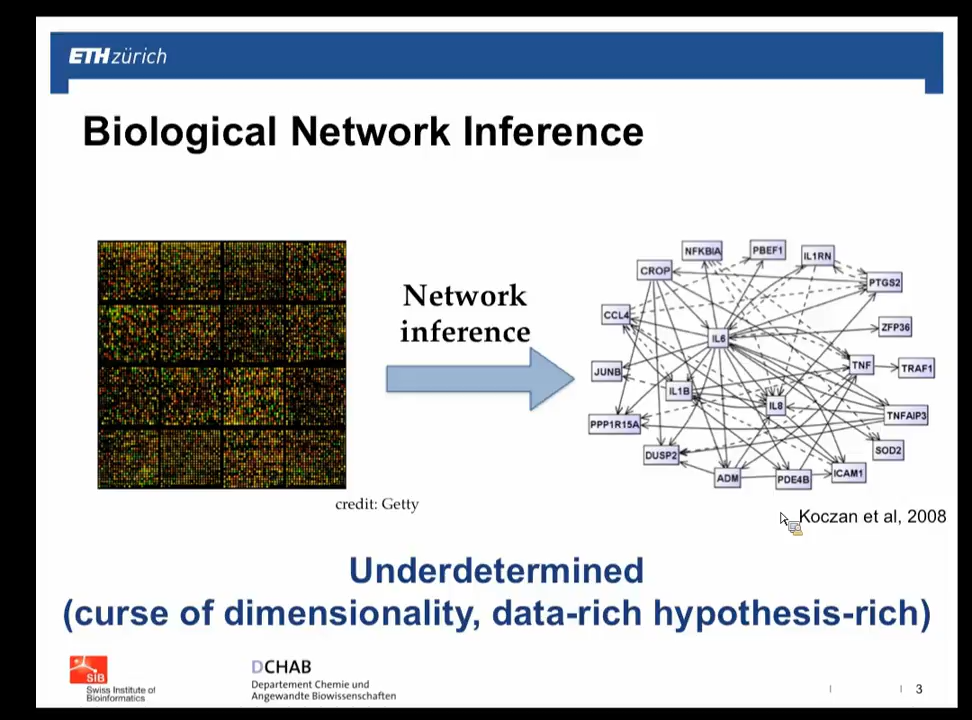 ETH zürich
Biological Network Inference
Network
inference
NFKBIA
PBEF1
IL1RN
CROP
PTGS2
CCL4
ZFP36
IL6
JUNB
TNF
TRAF1
IL1B
IL8
PPP1R15A
TNFAIP3
DUSP2
SOD2
ADM
PDE4B
ICAM1
credit: Getty
Koczan et al, 2008
Underdetermined
(curse of dimensionality, data-rich hypothesis-rich)
SIB
Swiss Institute of
Bioinformatics
DCHAB
Departement Chemie und
Angewandte Biowissenschaften
3